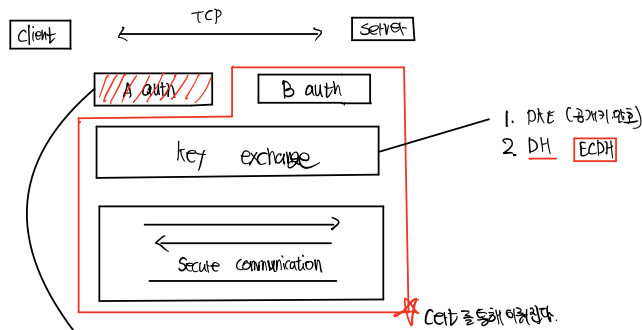 Client
TCP
server
A auth
B auth
key exchange
1. PKE (공개키 암호)
2. DH ECDH
Secure communication
Cert를 통해 이뤄진다.